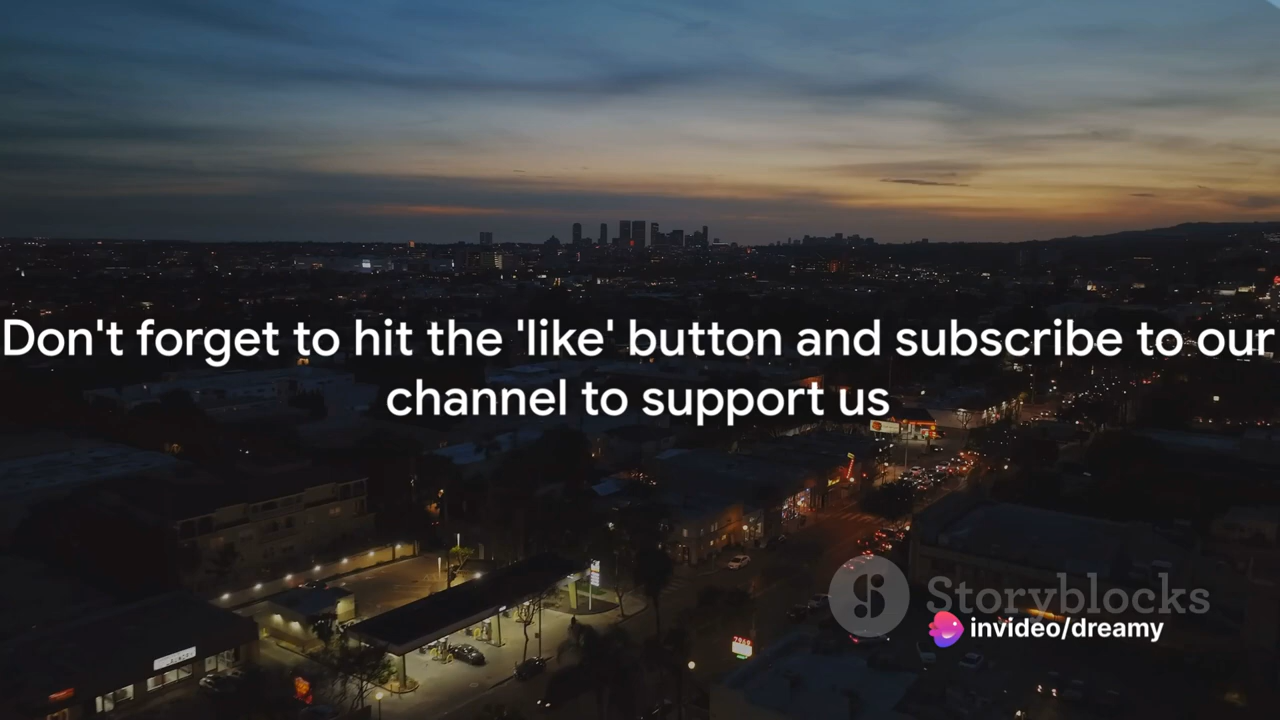 Don't forget to hit the 'like' button and subscribe to our
channel to support us
Storyblocks
invideo/dreamy